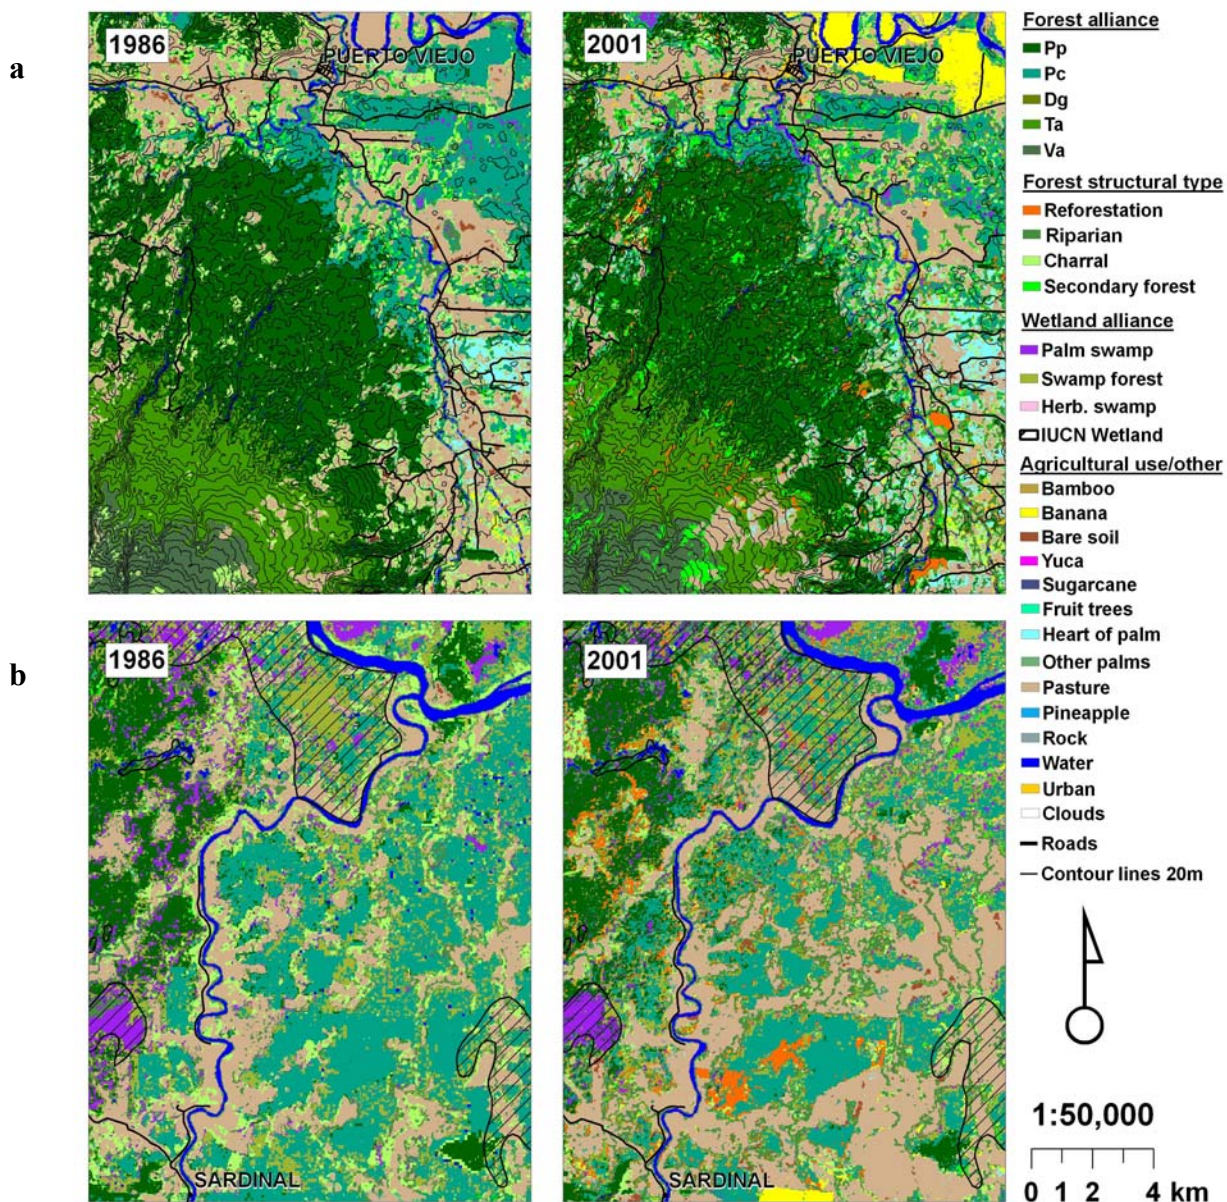 a
1986
PUERTO VIEJO
2001
PUERTO VIEJO
b
1986
SARDINAL
2001
SARDINAL
Forest alliance
Pp
Pc
Dg
Ta
Va
Forest structural type
Reforestation
Riparian
Charral
Secondary forest
Wetland alliance
Palm swamp
Swamp forest
Herb. swamp
IUCN Wetland
Agricultural use/other
Bamboo
Banana
Bare soil
Yuca
Sugarcane
Fruit trees
Heart of palm
Other palms
Pasture
Pineapple
Rock
Water
Urban
Clouds
Roads
Contour lines 20m
1:50,000
0 1 2 4 km